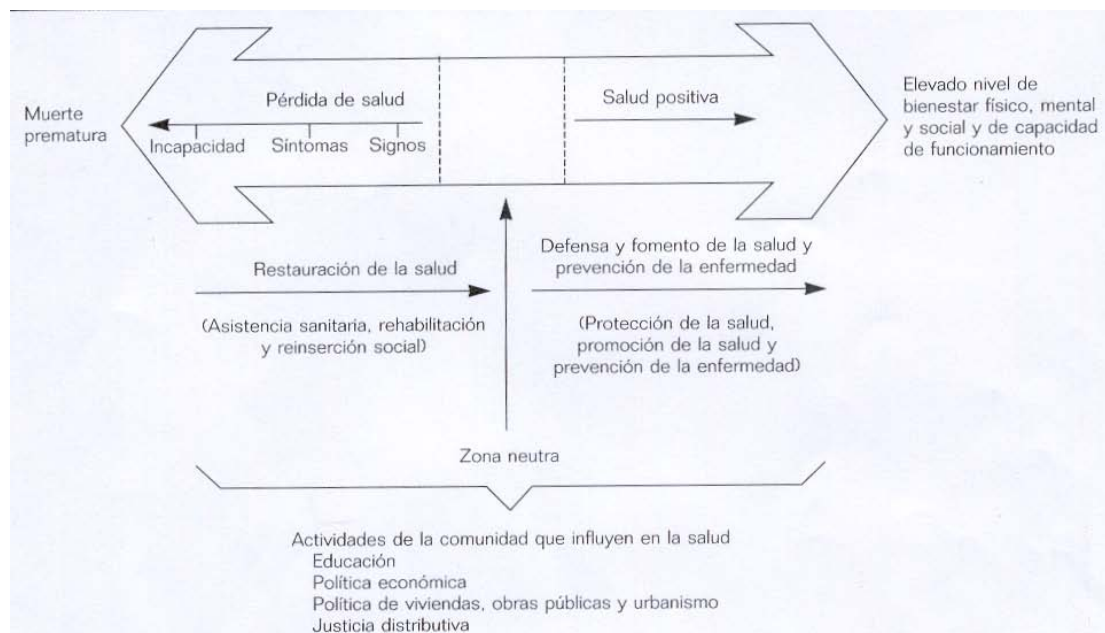 Muerte
prematura
Pérdida de salud
Incapacidad
Síntomas
Signos
Salud positiva
Elevado nivel de
bienestar físico, mental
y social y de capacidad
de funcionamiento
Restauración de la salud
(Asistencia sanitaria, rehabilitación
y reinserción social)
Defensa y fomento de la salud y
prevención de la enfermedad
(Protección de la salud,
promoción de la salud y
prevención de la enfermedad)
Zona neutra
Actividades de la comunidad que influyen en la salud
Educación
Política económica
Política de viviendas, obras públicas y urbanismo
Justicia distributiva